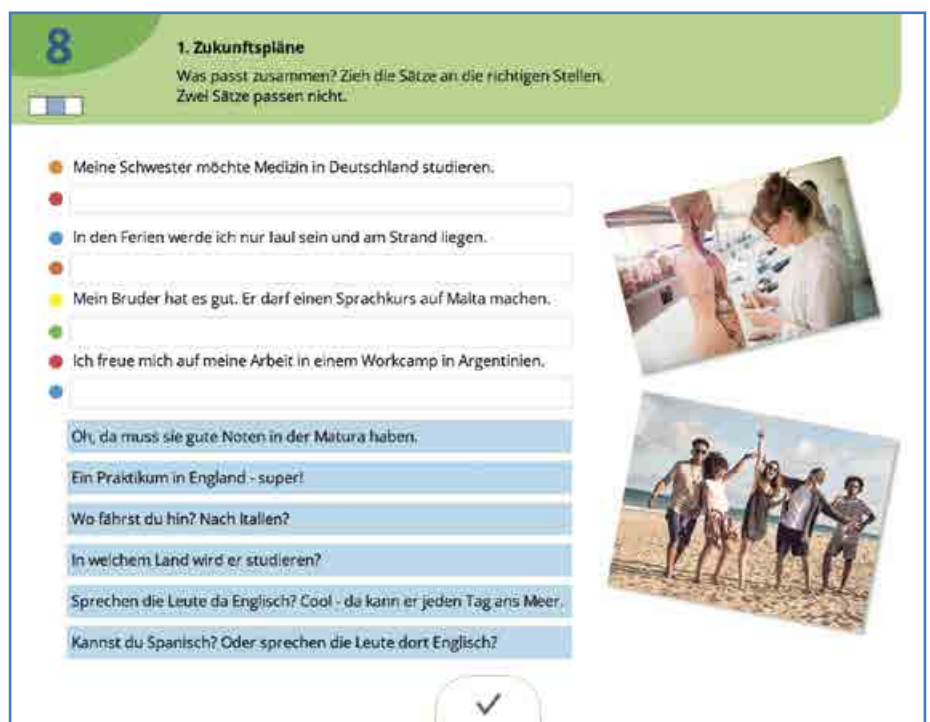 8
1. Zukunftspläne
Was passt zusammen? Zieh die Sätze an die richtigen Stellen.
Zwei Sätze passen nicht.
Meine Schwester möchte Medizin in Deutschland studieren.
In den Ferien werde ich nur faul sein und am Strand liegen.
Mein Bruder hat es gut. Er darf einen Sprachkurs auf Malta machen.
Ich freue mich auf meine Arbeit in einem Workcamp in Argentinien.
Oh, da muss sie gute Noten in der Matura haben.
Ein Praktikum in England - super!
Wo fährst du hin? Nach Italien?
In welchem Land wird er studieren?
Sprechen die Leute da Englisch? Cool - da kann er jeden Tag ans Meer.
Kannst du Spanisch? Oder sprechen die Leute dort Englisch?